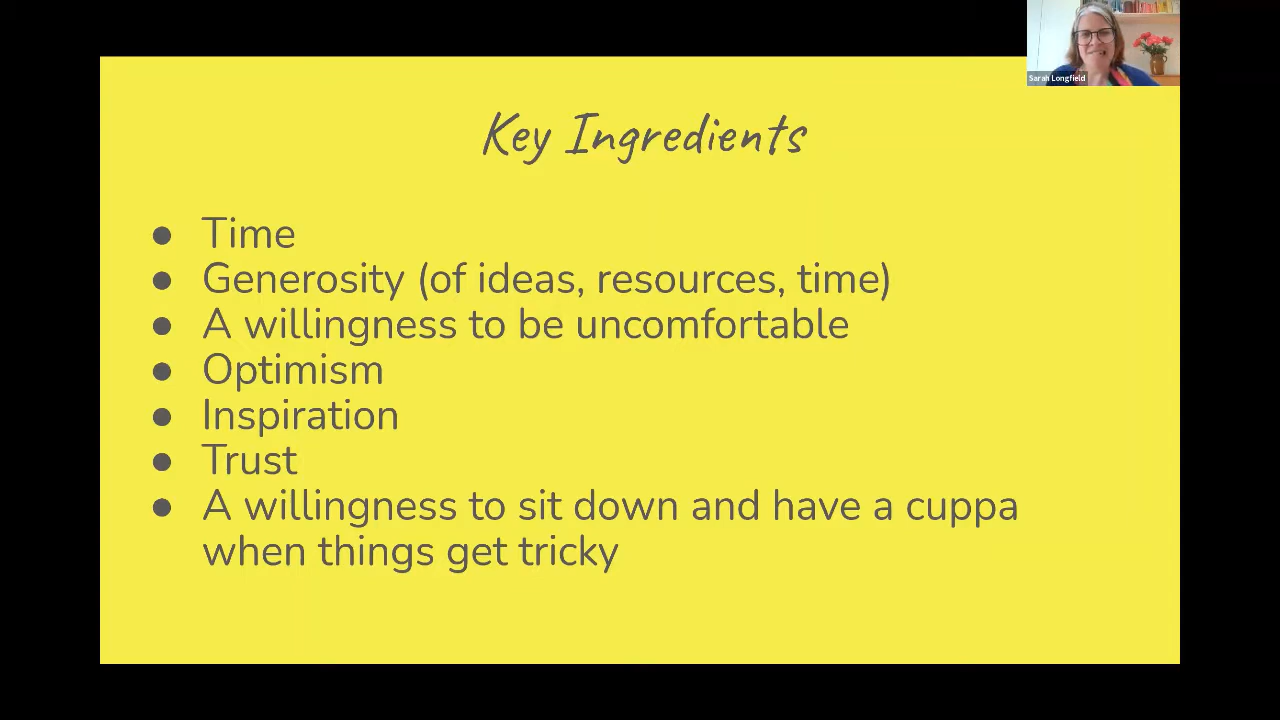 Sarah Longfield
Key Ingredients
● Time
● Generosity (of ideas, resources, time)
● A willingness to be uncomfortable
● Optimism
● Inspiration
● Trust
● A willingness to sit down and have a cuppa
when things get tricky